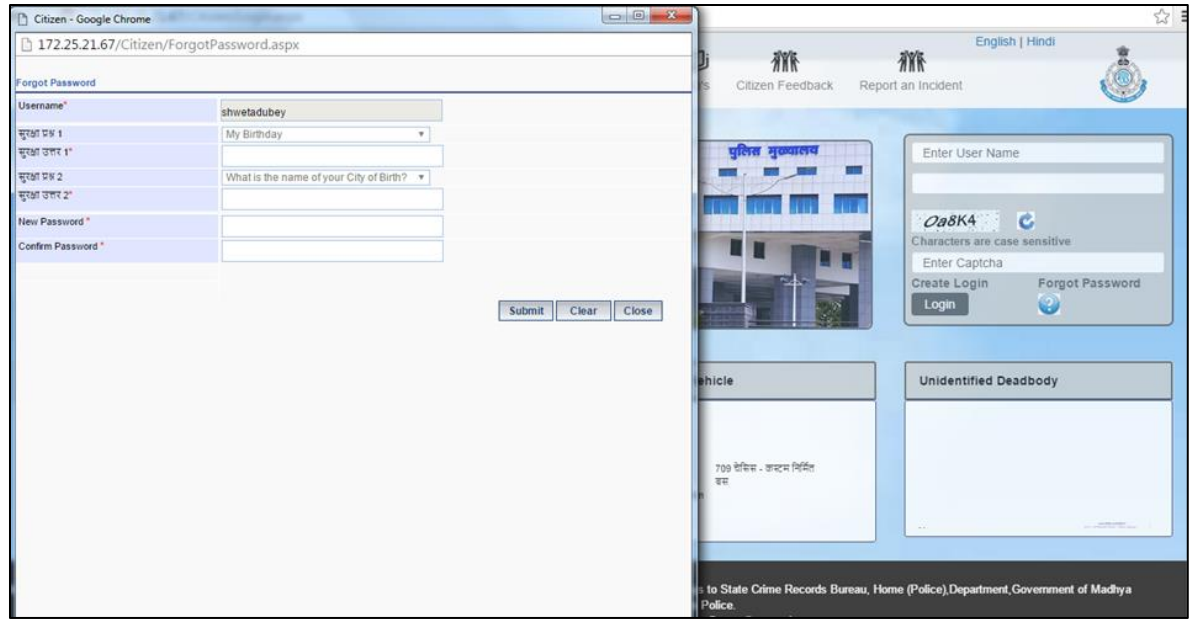 Citizen - Google Chrome
172.25.21.67/Citizen/ForgotPassword.aspx
Forgot Password
Username*
shwetadubey
सुरक्षा प्रश्न 1
My Birthday
सुरक्षा उत्तर 1*
सुरक्षा प्रश्न 2
What is the name of your City of Birth?
सुरक्षा उत्तर 2*
New Password *
Confirm Password *
Submit Clear Close
English | Hindi
Citizen Feedback Report an Incident
पुलिस मुख्यालय
Enter User Name
Oa8K4
Characters are case sensitive
Enter Captcha
Create Login Forgot Password
Login
Unidentified Deadbody
709 चेसिस - कस्टम निर्मित
बस
to State Crime Records Bureau, Home (Police),Department,Government of Madhya
Police.